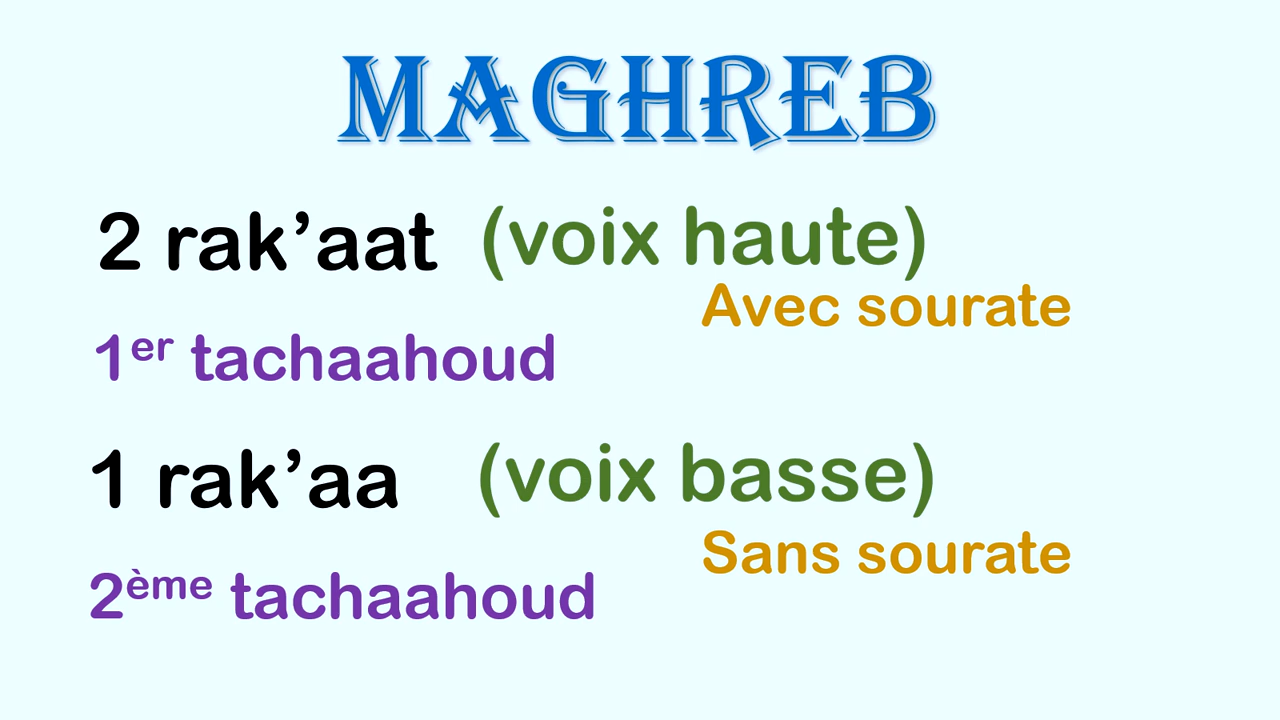 MAGHREB
2 rak’aat (voix haute)
Avec sourate
1er tachaahoud
1 rak’aa (voix basse)
Sans sourate
2ème tachaahoud